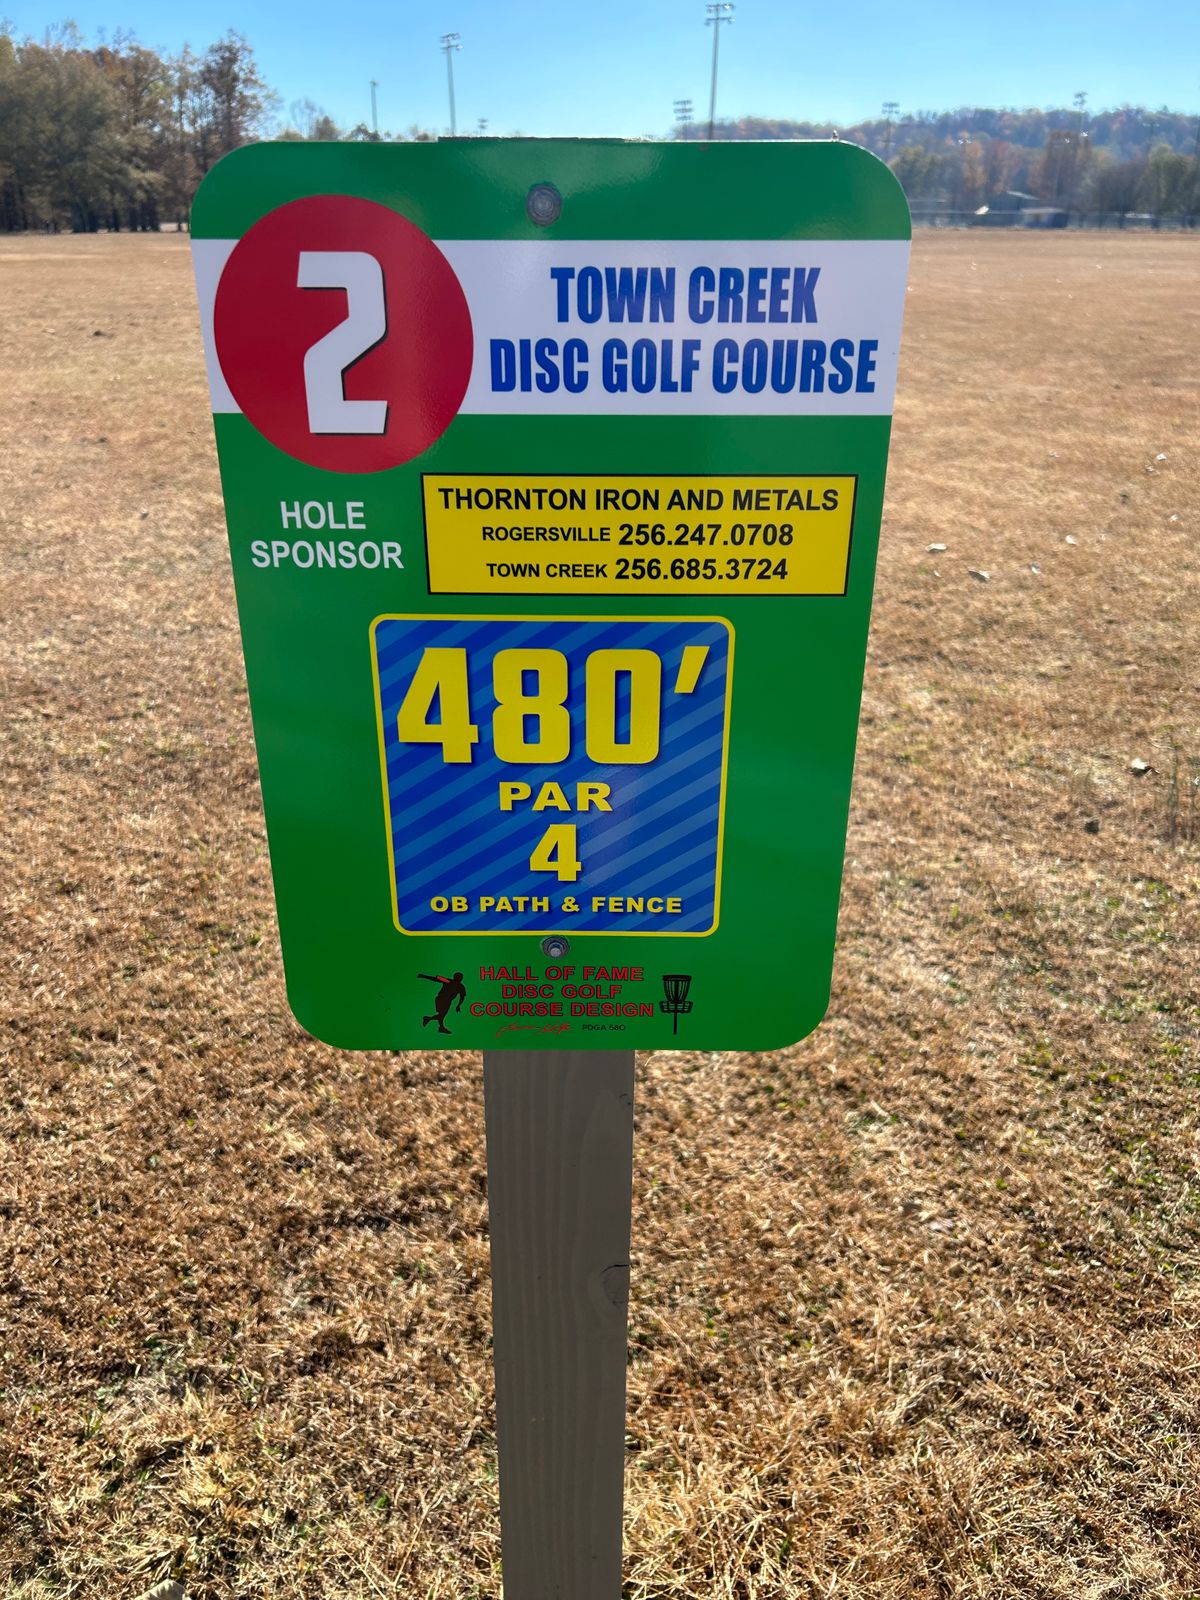 2
TOWN CREEK
DISC GOLF COURSE
HOLE
SPONSOR
THORNTON IRON AND METALS
ROGERSVILLE 256.247.0708
TOWN CREEK 256.685.3724
480'
PAR
4
OB PATH & FENCE
HALL OF FAME
DISC GOLF
COURSE DESIGN
PDGA 580